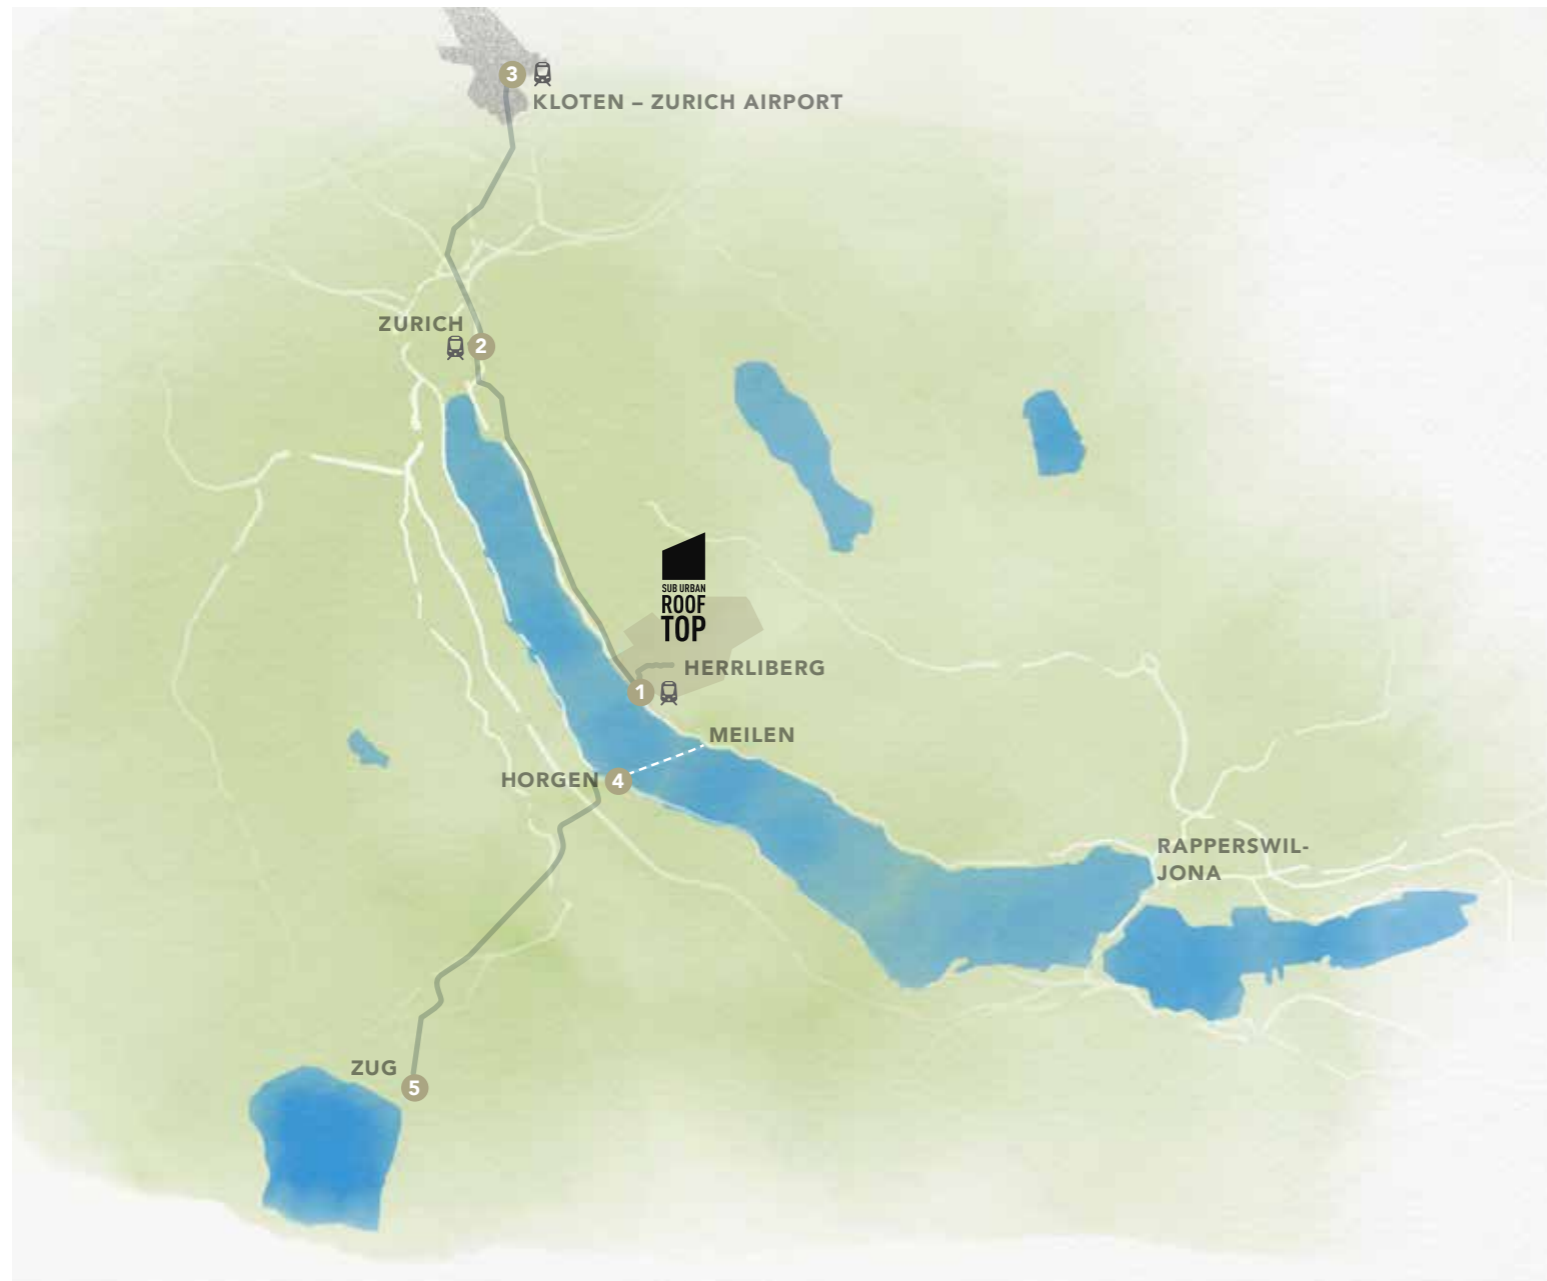 3
KLOTEN – ZURICH AIRPORT
ZURICH
2
SUB URBAN
ROOF
TOP
HERRLIBERG
1
MEILEN
HORGEN 4
RAPPERSWIL-
JONA
ZUG
5